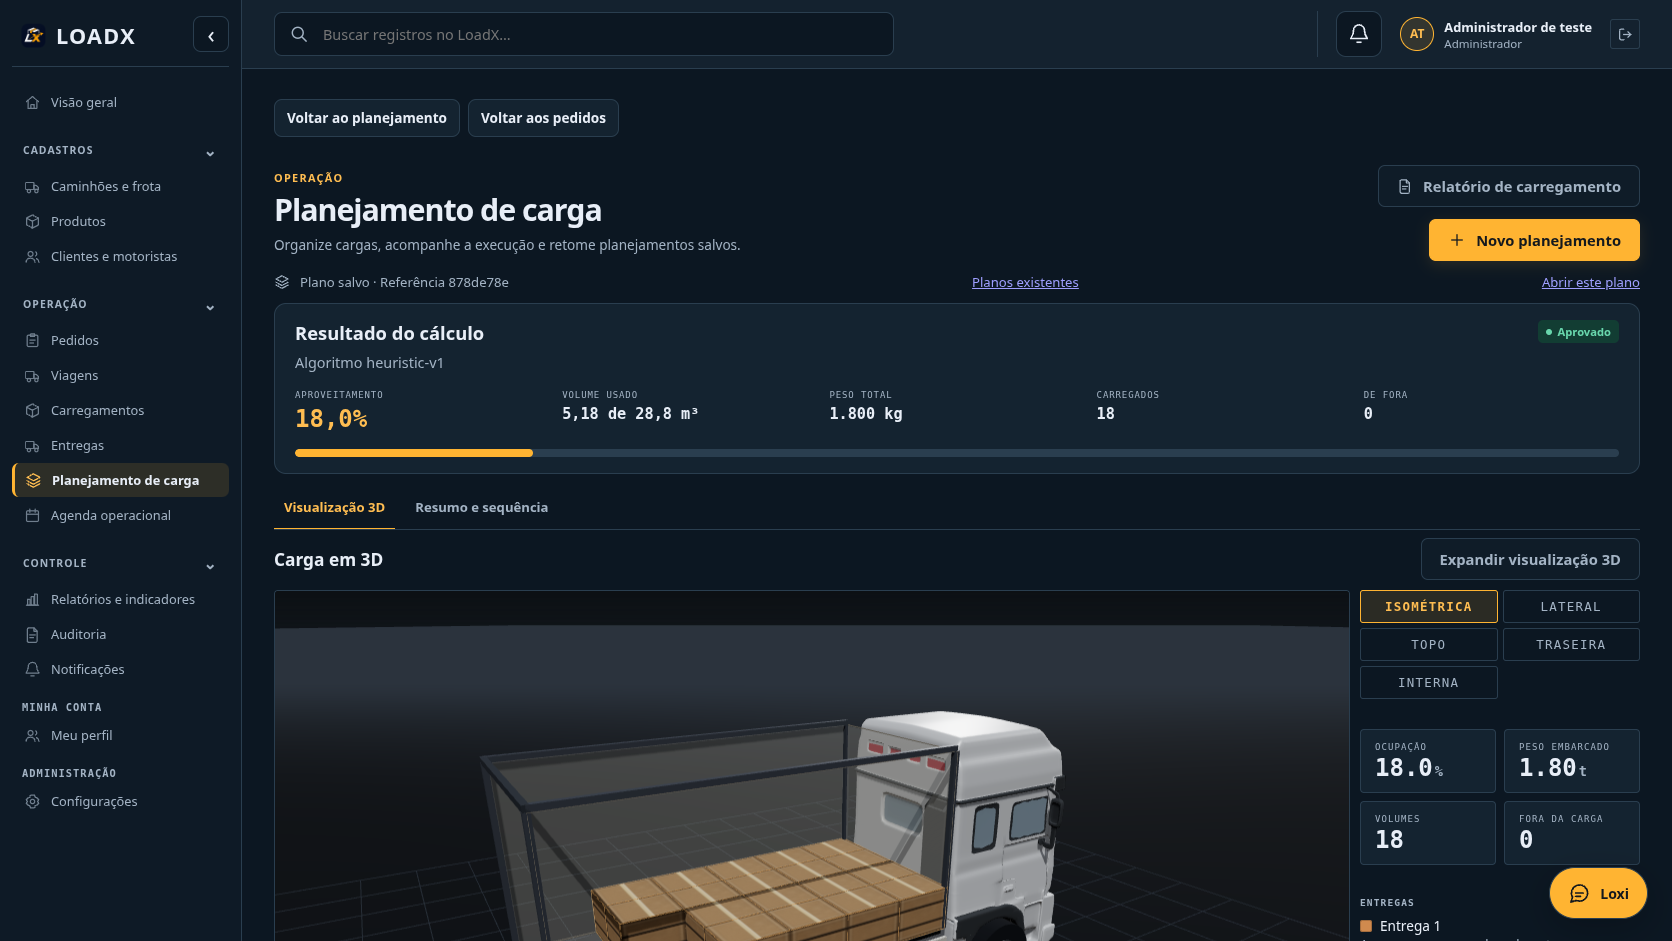 LOADX
Buscar registros no LoadX...
AT
Administrador de teste
Administrador
Visão geral
CADASTROS
Caminhões e frota
Produtos
Clientes e motoristas
OPERAÇÃO
Pedidos
Viagens
Carregamentos
Entregas
Planejamento de carga
Agenda operacional
CONTROLE
Relatórios e indicadores
Auditoria
Notificações
MINHA CONTA
Meu perfil
ADMINISTRAÇÃO
Configurações
Voltar ao planejamento
Voltar aos pedidos
OPERAÇÃO
Planejamento de carga
Organize cargas, acompanhe a execução e retome planejamentos salvos.
Relatório de carregamento
Novo planejamento
Plano salvo · Referência 878de78e
Planos existentes
Abrir este plano
Resultado do cálculo
Aprovado
Algoritmo heuristic-v1
APROVEITAMENTO
18,0%
VOLUME USADO
5,18 de 28,8 m³
PESO TOTAL
1.800 kg
CARREGADOS
18
DE FORA
0
Visualização 3D
Resumo e sequência
Carga em 3D
Expandir visualização 3D
ISOMÉTRICA
LATERAL
TOPO
TRASEIRA
INTERNA
OCUPAÇÃO
18.0%
PESO EMBARCADO
1.80t
VOLUMES
18
FORA DA CARGA
0
ENTREGAS
Entrega 1
Loxi